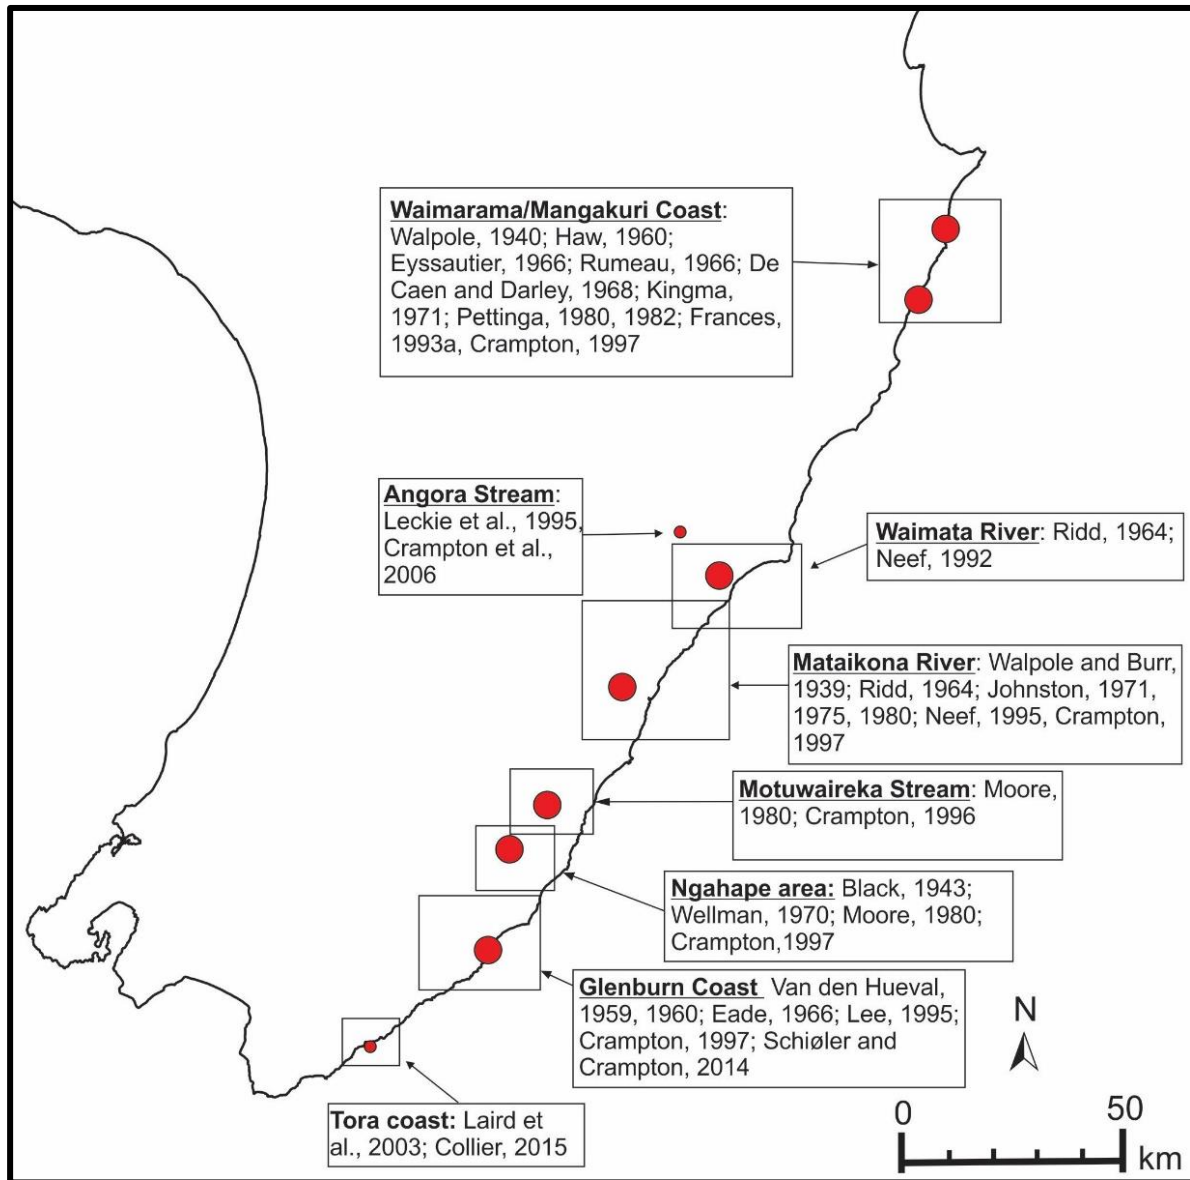 Waimarama/Mangakuri Coast:
Walpole, 1940; Haw, 1960;
Eyssautier, 1966; Rumeau, 1966; De
Caen and Darley, 1968; Kingma,
1971; Pettinga, 1980, 1982; Frances,
1993a, Crampton, 1997
Angora Stream:
Leckie et al., 1995,
Crampton et al.,
2006
Waimata River: Ridd, 1964;
Neef, 1992
Mataikona River: Walpole and Burr,
1939; Ridd, 1964; Johnston, 1971,
1975, 1980; Neef, 1995, Crampton,
1997
Motuwaireka Stream: Moore,
1980; Crampton, 1996
Ngahape area: Black, 1943;
Wellman, 1970; Moore, 1980;
Crampton,1997
Glenburn Coast Van den Hueval,
1959, 1960; Eade, 1966; Lee, 1995;
Crampton, 1997; Schiøler and
Crampton, 2014
Tora coast: Laird et
al., 2003; Collier, 2015
N
0 50
km